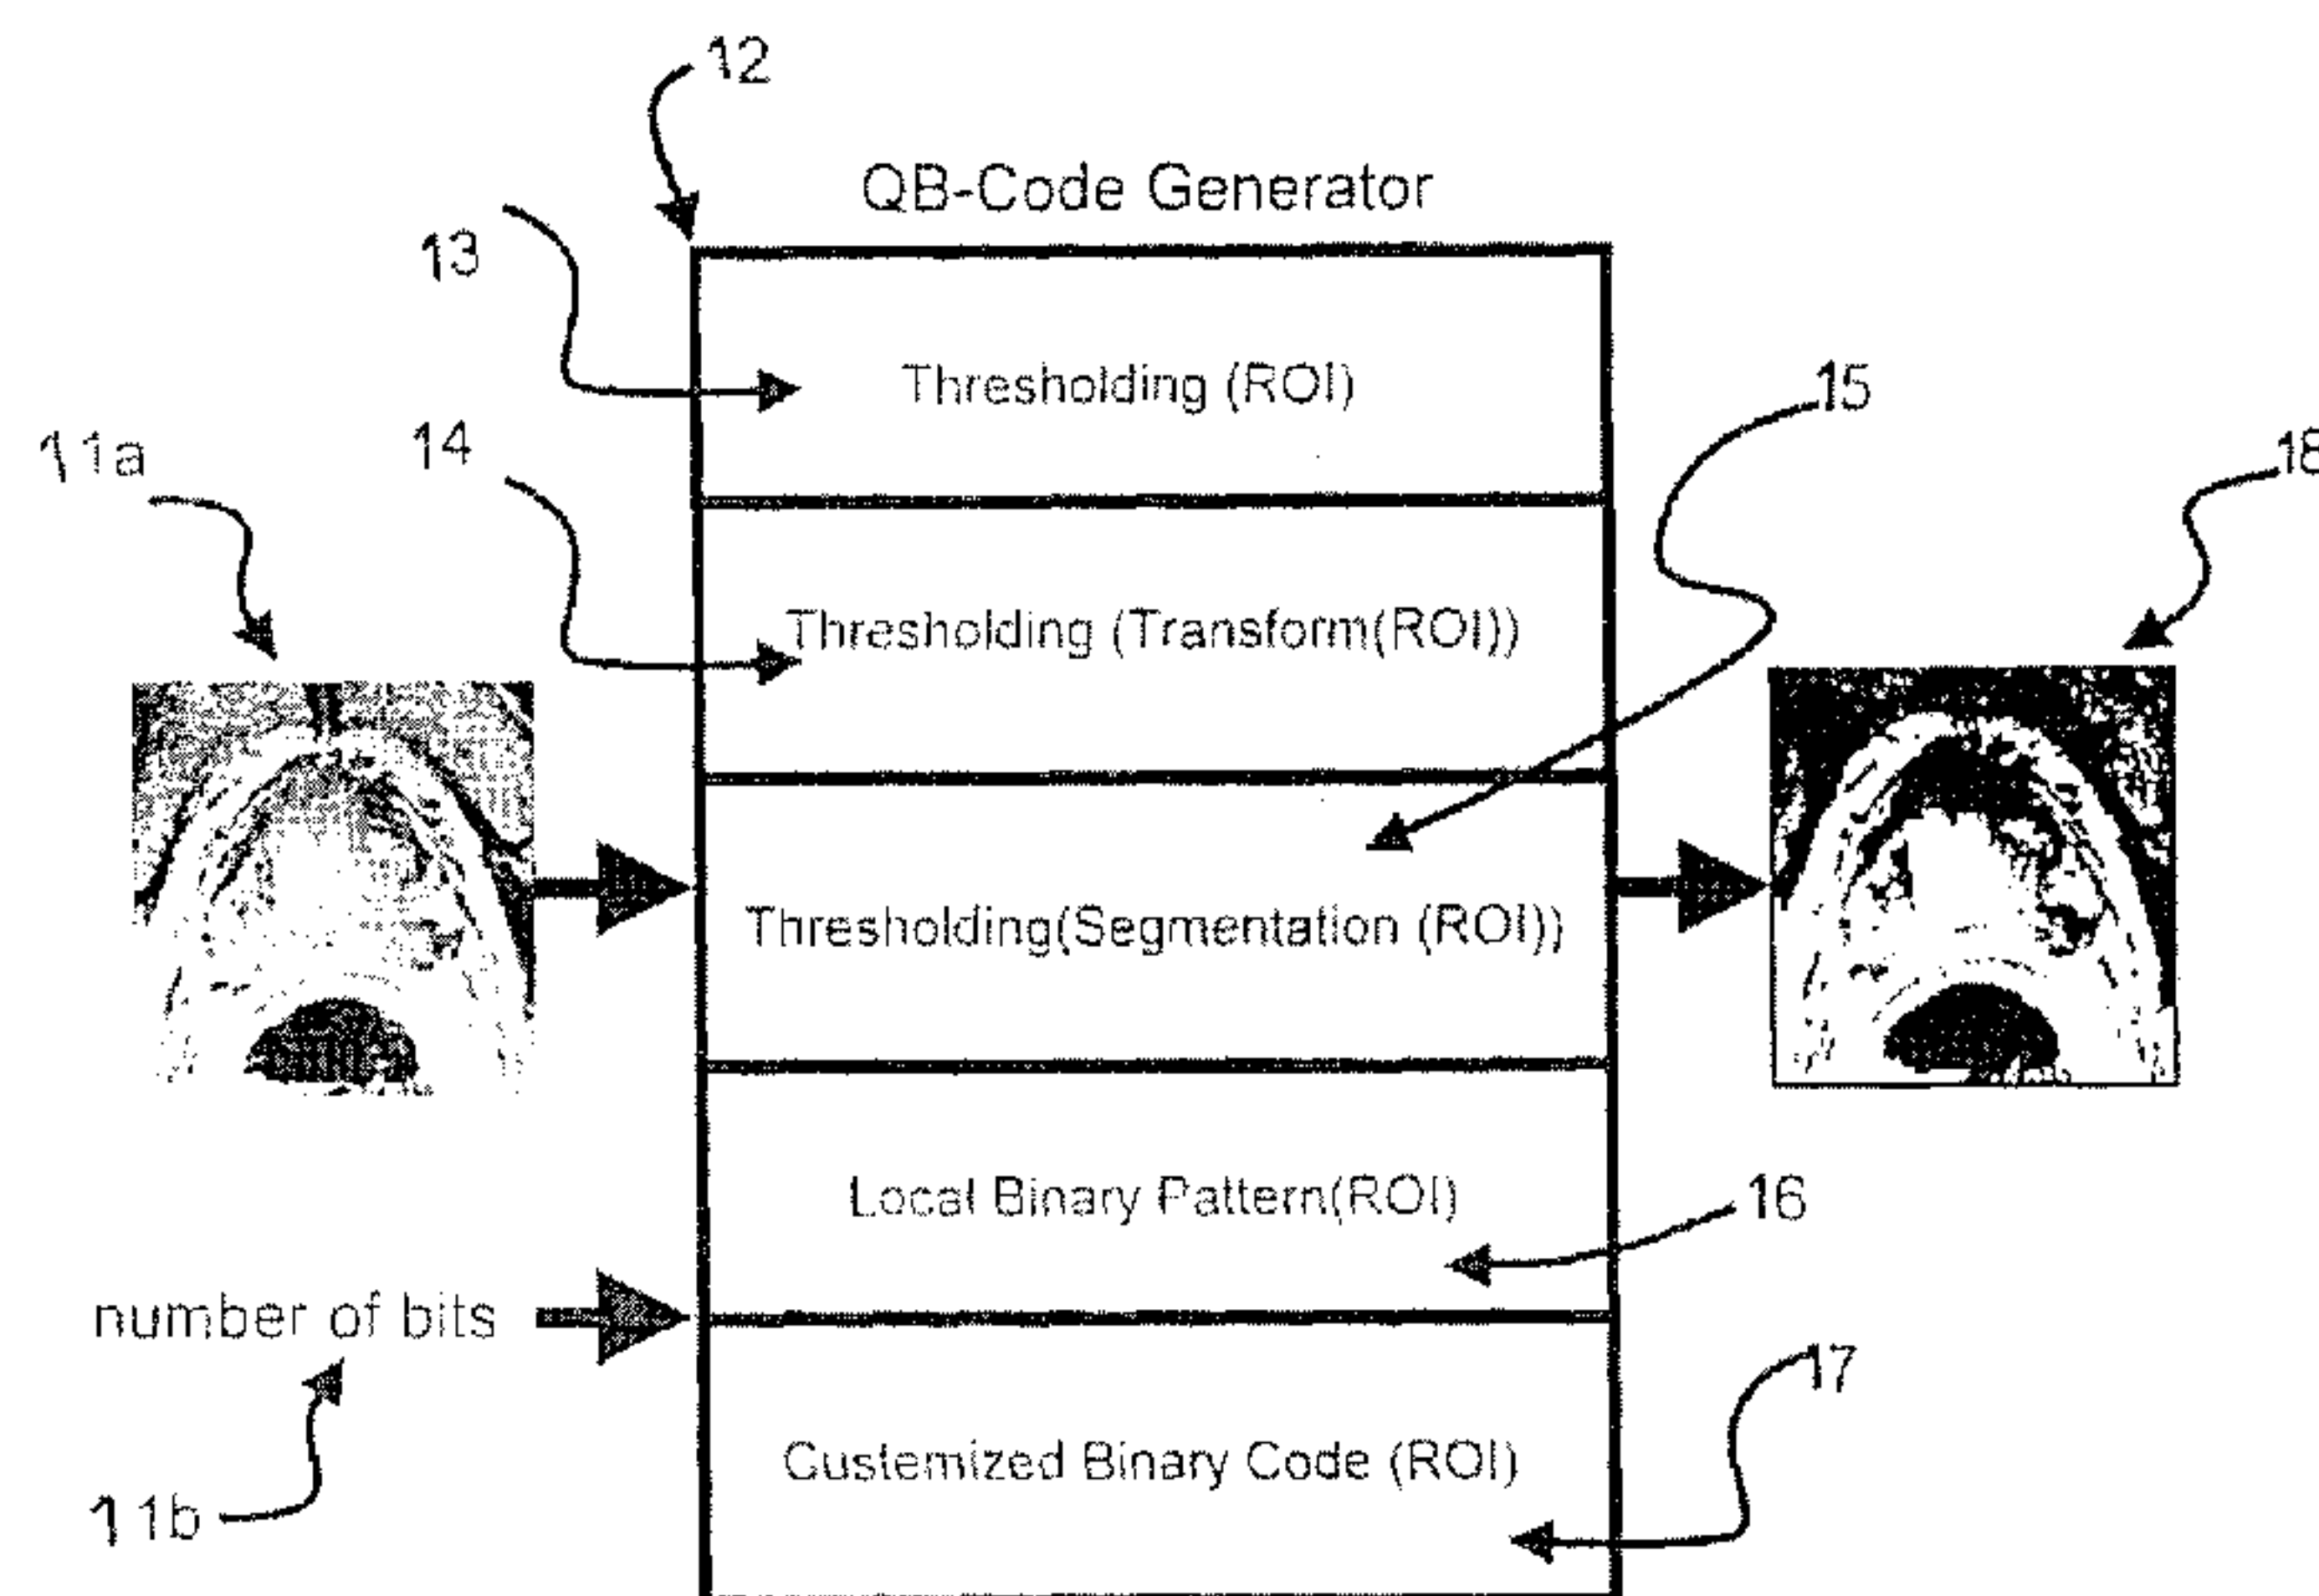 12
QB-Code Generator
13
Thresholding (ROI)
15
14
11a
18
Thresholding (Transform(ROI))
Thresholding(Segmentation (ROI))
Local Binary Pattern(ROI)
16
number of bits
17
Custemized Binary Code (ROI)
11b